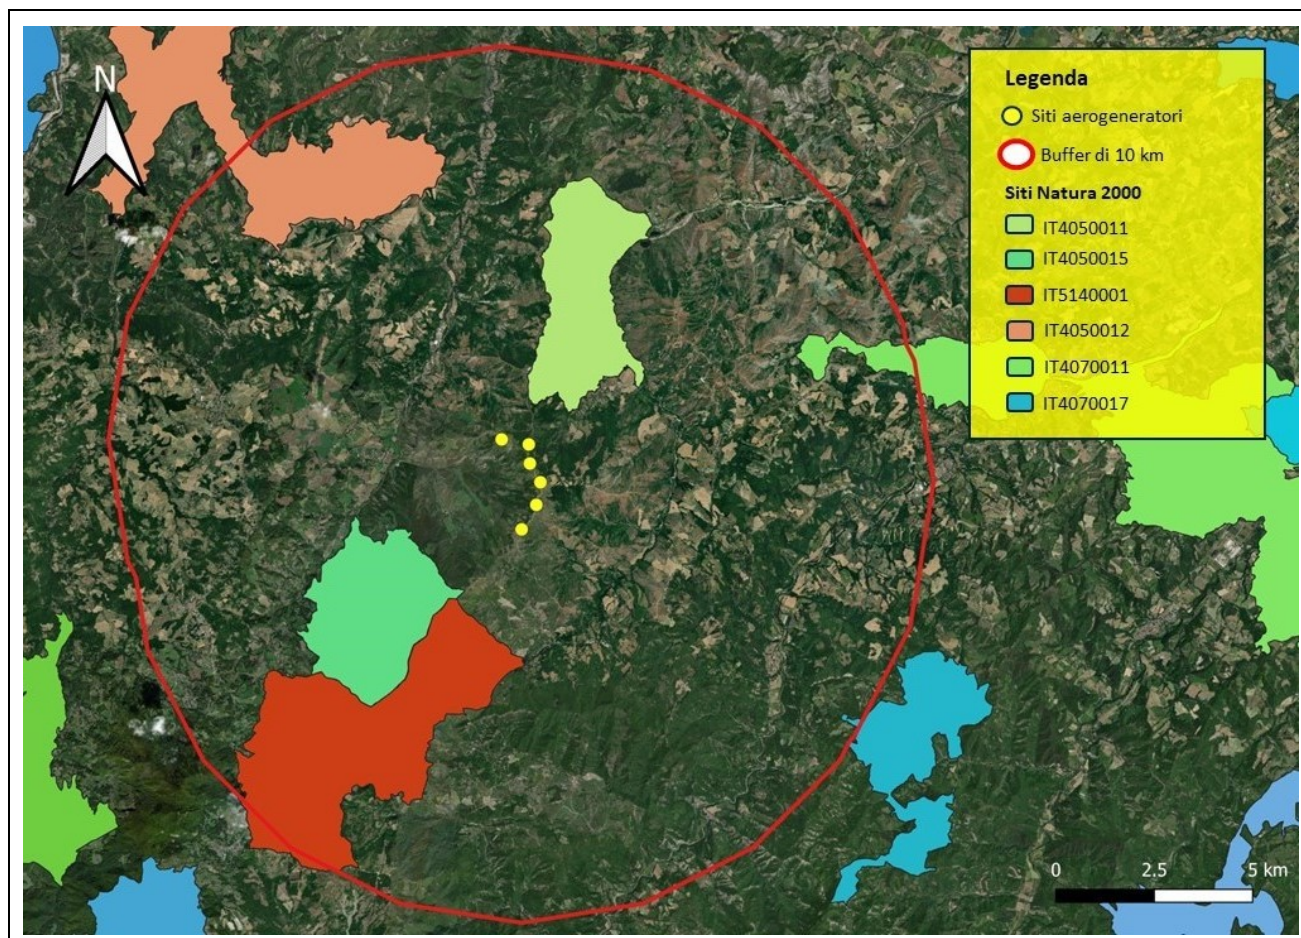 N
Legenda
Siti aerogeneratori
Buffer di 10 km
Siti Natura 2000
IT4050011
IT4050015
IT5140001
IT4050012
IT4070011
IT4070017
0 2.5 5 km